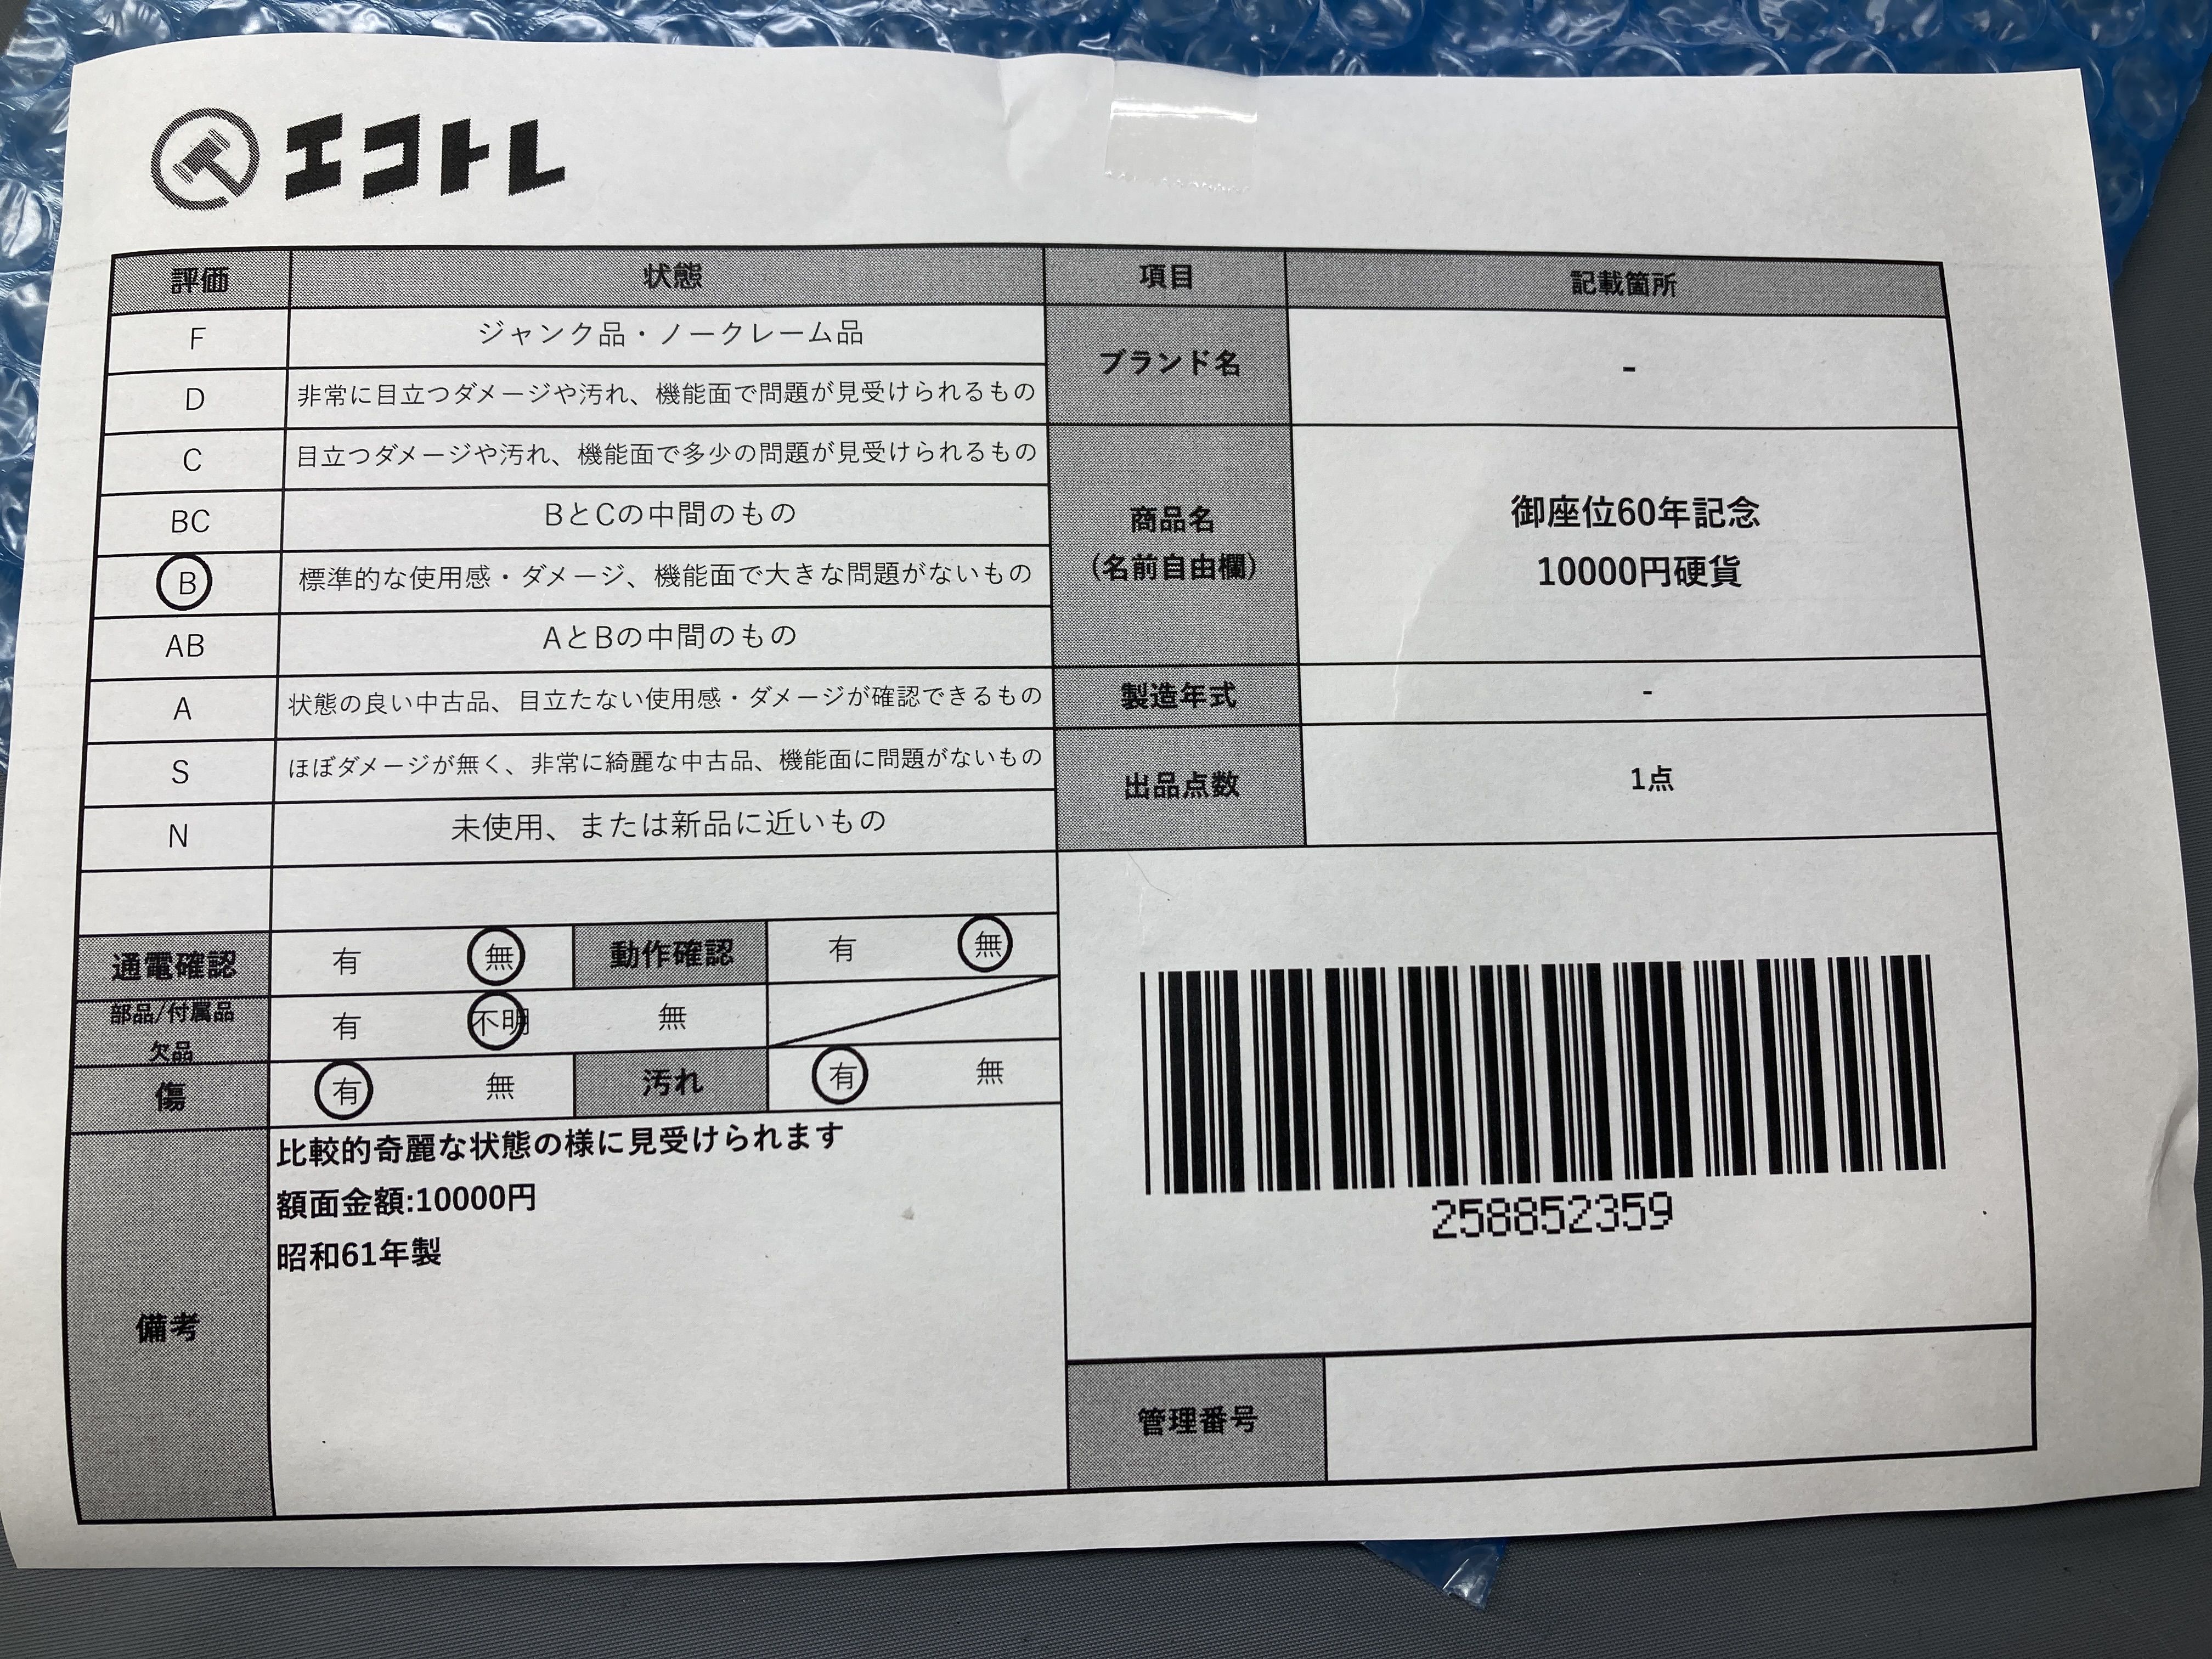 エコトレ
評価 状態 項目 記載箇所
F ジャンク品・ノークレーム品
D 非常に目立つダメージや汚れ、機能面で問題が見受けられるもの
C 目立つダメージや汚れ、機能面で多少の問題が見受けられるもの
BC BとCの中間のもの
B 標準的な使用感・ダメージ、機能面で大きな問題がないもの
AB AとBの中間のもの
A 状態の良い中古品、目立たない使用感・ダメージが確認できるもの
S ほぼダメージが無く、非常に綺麗な中古品、機能面に問題がないもの
N 未使用、または新品に近いもの
ブランド名 -
商品名
(名前自由欄)
御座位60年記念
10000円硬貨
製造年式 -
出品点数 1点
通電確認 有 無 動作確認 有 無
部品/付属品
欠品
有 不明 無
傷 有 無 汚れ 有 無
備考
比較的奇麗な状態の様に見受けられます
額面金額:10000円
昭和61年製
258852359
管理番号